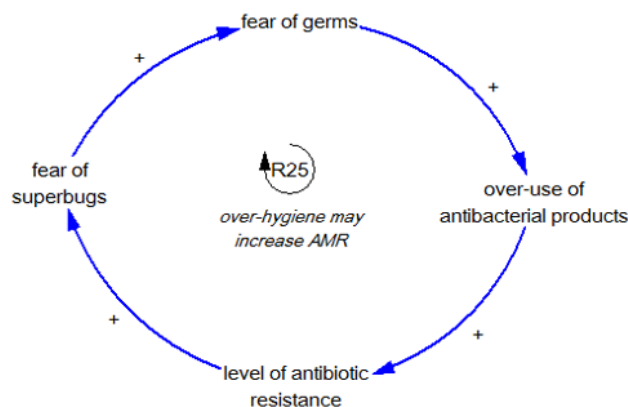 fear of germs
+
+
fear of
superbugs
R25
over-use of
antibacterial products
over-hygiene may
increase AMR
+
+
level of antibiotic
resistance